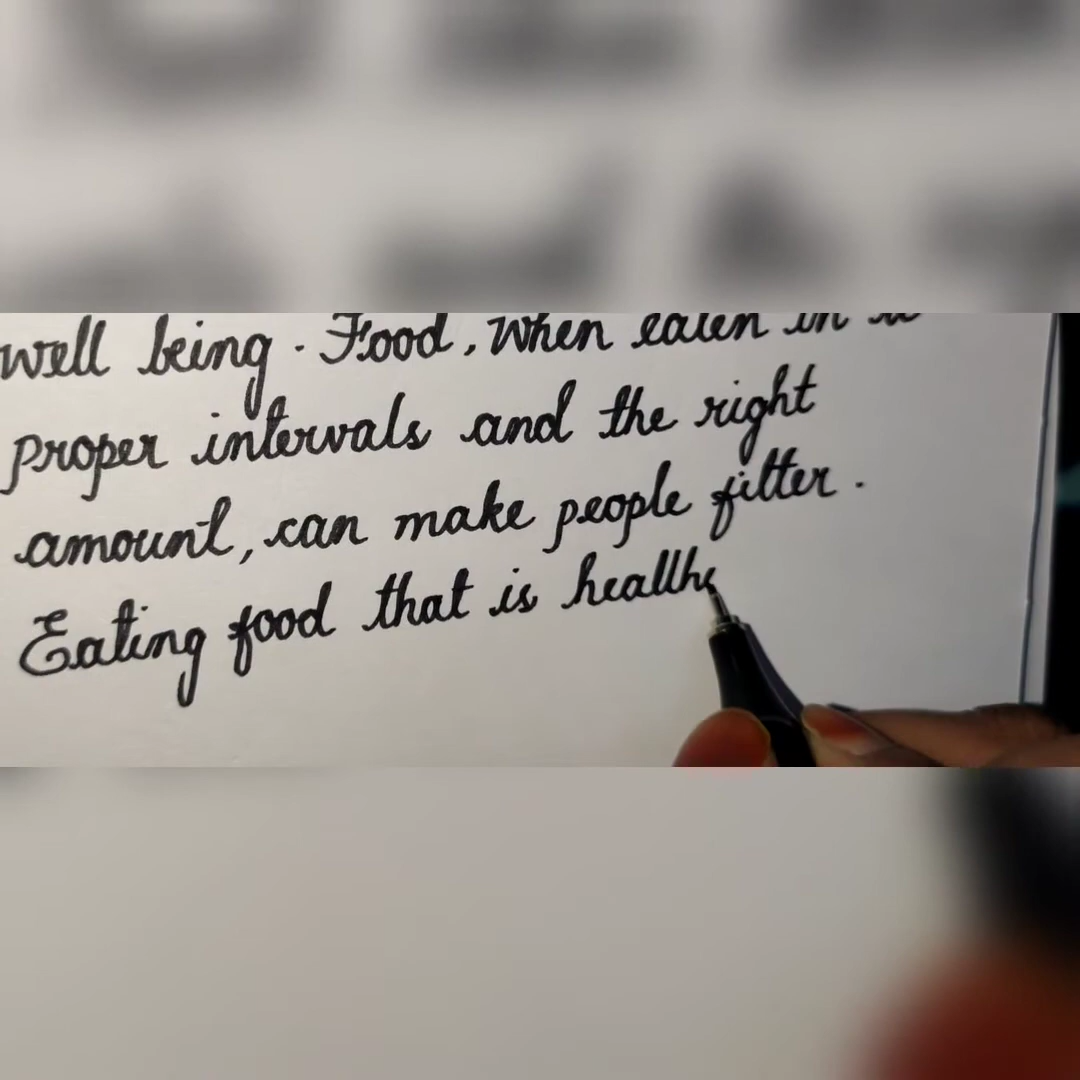 well being. Food, when eaten in
proper intervals and the right
amount, can make people fitter.
Eating food that is